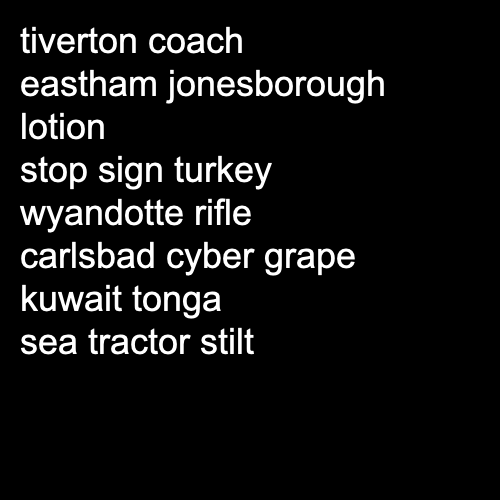 tiverton coach
eastham jonesborough
lotion
stop sign turkey
wyandotte rifle
carlsbad cyber grape
kuwait tonga
sea tractor stilt